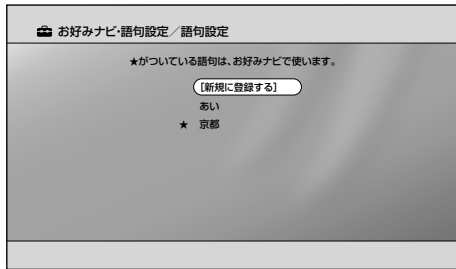 お好みナビ・語句設定／語句設定
★がついている語句は、お好みナビで使います。
[新規に登録する]
あい
★ 京都